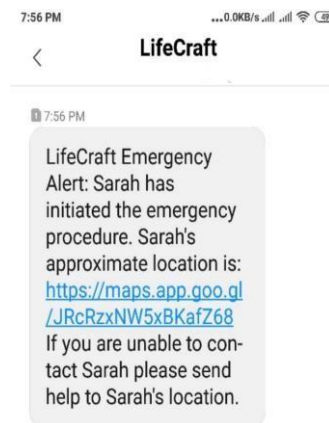 7:56 PM ...0.0KB/s
LifeCraft
7:56 PM
LifeCraft Emergency
Alert: Sarah has
initiated the emergency
procedure. Sarah's
approximate location is:
https://maps.app.goo.gl
/JRcRzxNW5xBKafZ68
If you are unable to con-
tact Sarah please send
help to Sarah's location.